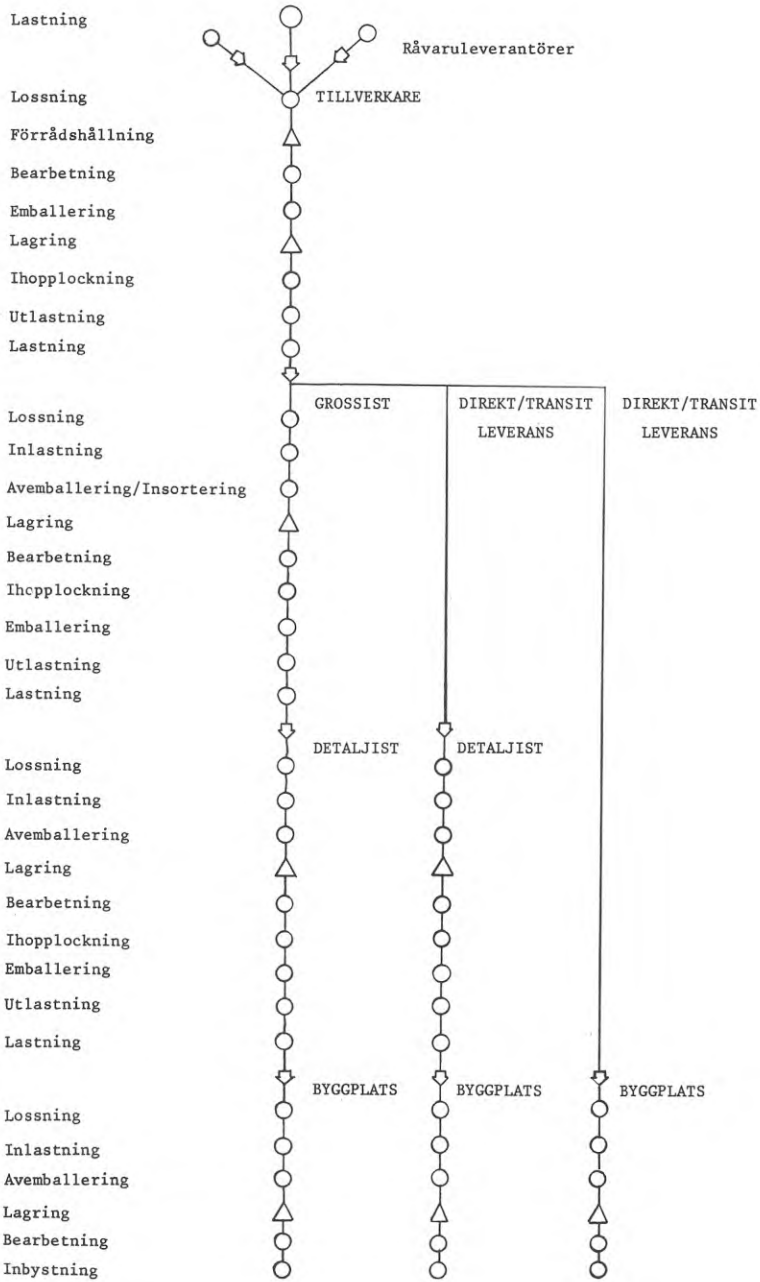 Lastning
Råvaruleverantörer
Lossning TILLVERKARE
Förrådshållning
Bearbetning
Emballering
Lagring
Ihopplockning
Utlastning
Lastning
GROSSIST DIREKT/TRANSIT DIREKT/TRANSIT
Lossning LEVERANS LEVERANS
Inlastning
Avemballering/Insortering
Lagring
Bearbetning
Ihopplockning
Emballering
Utlastning
Lastning
DETALJIST DETALJIST
Lossning
Inlastning
Avemballering
Lagring
Bearbetning
Ihopplockning
Emballering
Utlastning
Lastning
BYGGPLATS BYGGPLATS BYGGPLATS
Lossning
Inlastning
Avemballering
Lagring
Bearbetning
Inbystning